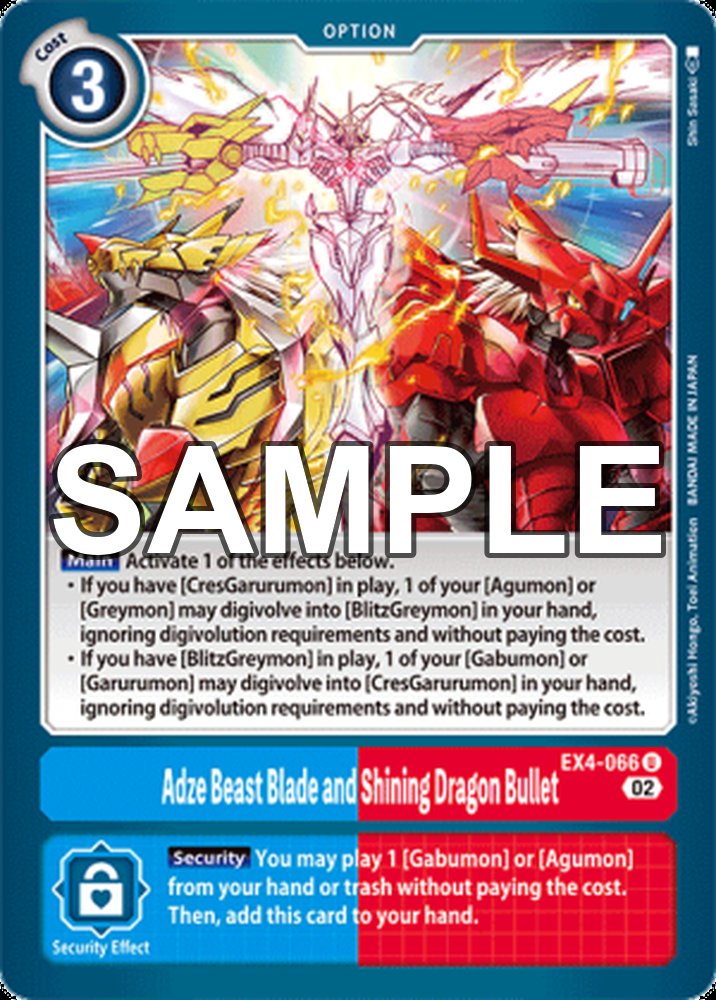 OPTION
Cost
3
Shin Sasaki
SAMPLE
Main Activate 1 of the effects below.
・If you have [CresGarurumon] in play, 1 of your [Agumon] or
[Greymon] may digivolve into [BlitzGreymon] in your hand,
ignoring digivolution requirements and without paying the cost.
・If you have [BlitzGreymon] in play, 1 of your [Gabumon] or
[Garurumon] may digivolve into [CresGarurumon] in your hand,
ignoring digivolution requirements and without paying the cost.
©Akiyoshi Hongo, Toei Animation BANDAI MADE IN JAPAN
EX4-066 U
Adze Beast Blade and Shining Dragon Bullet
02
Security You may play 1 [Gabumon] or [Agumon]
from your hand or trash without paying the cost.
Then, add this card to your hand.
Security Effect